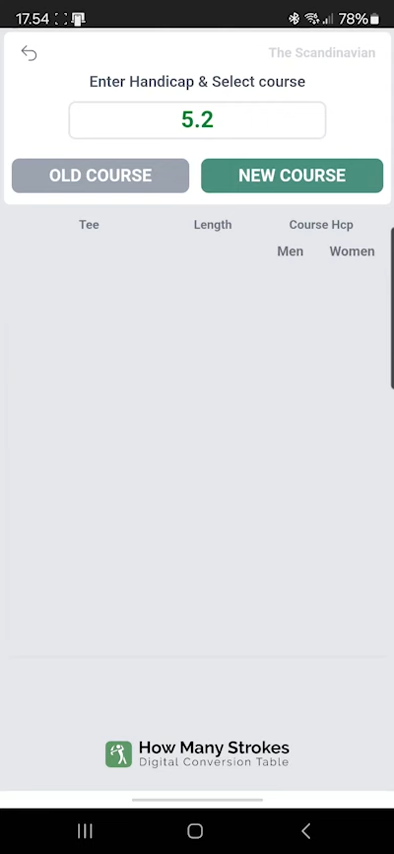 17.54 78%
The Scandinavian
Enter Handicap & Select course
5.2
OLD COURSE NEW COURSE
Tee Length Course Hcp
Men Women
How Many Strokes
Digital Conversion Table